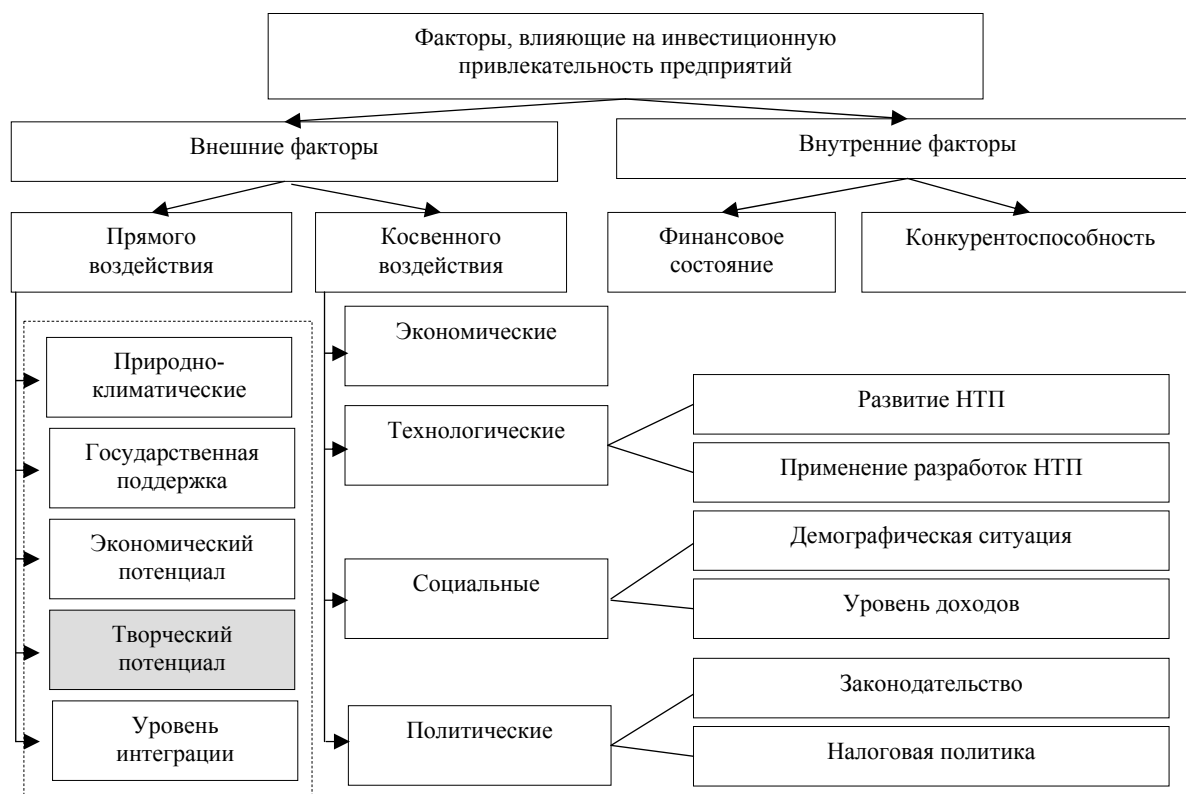 Факторы, влияющие на инвестиционную
привлекательность предприятий
Внешние факторы
Внутренние факторы
Прямого
воздействия
Косвенного
воздействия
Финансовое
состояние
Конкурентоспособность
Природно-
климатические
Государственная
поддержка
Экономический
потенциал
Творческий
потенциал
Уровень
интеграции
Экономические
Технологические
Социальные
Политические
Развитие НТП
Применение разработок НТП
Демографическая ситуация
Уровень доходов
Законодательство
Налоговая политика